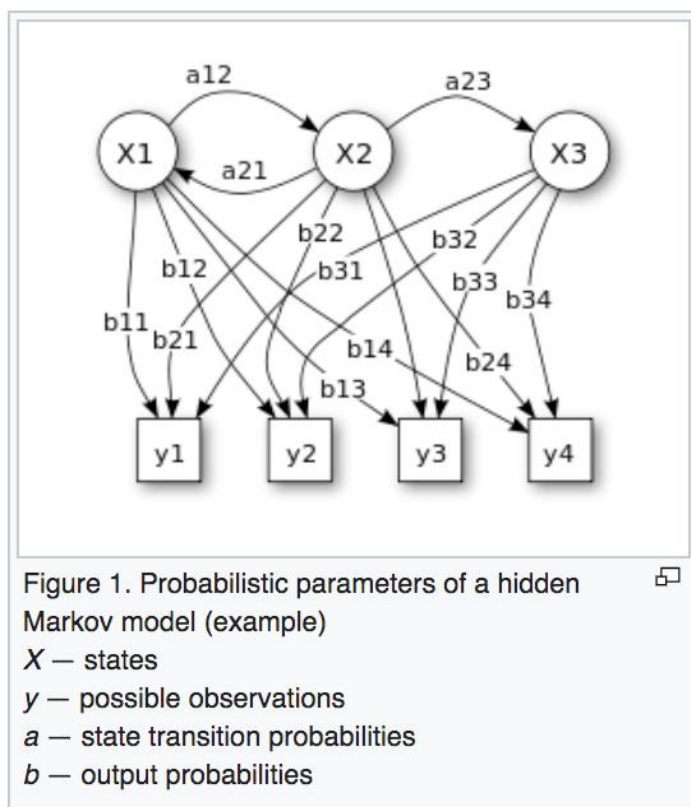 a12
a23
X1
X2
X3
a21
b22
b32
b12
b31
b33
b34
b11
b21
b14
b24
b13
y1
y2
y3
y4
Figure 1. Probabilistic parameters of a hidden
Markov model (example)
X — states
y — possible observations
a — state transition probabilities
b — output probabilities